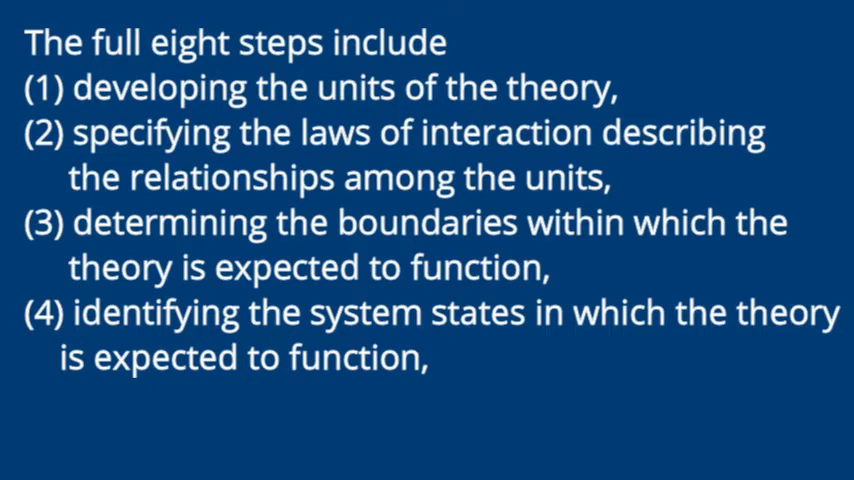 The full eight steps include
(1) developing the units of the theory,
(2) specifying the laws of interaction describing
the relationships among the units,
(3) determining the boundaries within which the
theory is expected to function,
(4) identifying the system states in which the theory
is expected to function,